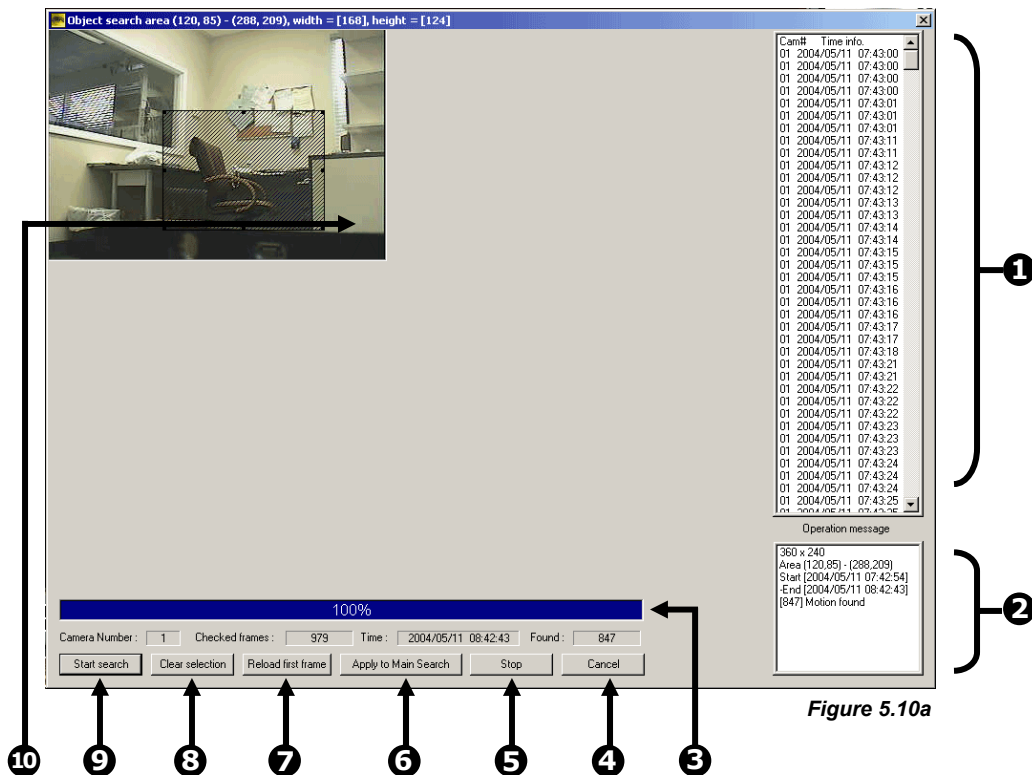 Object search area (120, 85) - (288, 209), width = [168], height = [124]
Cam# Time info.
01 2004/05/11 07:43:00
01 2004/05/11 07:43:00
01 2004/05/11 07:43:00
01 2004/05/11 07:43:00
01 2004/05/11 07:43:01
01 2004/05/11 07:43:01
01 2004/05/11 07:43:01
01 2004/05/11 07:43:11
01 2004/05/11 07:43:11
01 2004/05/11 07:43:12
01 2004/05/11 07:43:12
01 2004/05/11 07:43:12
01 2004/05/11 07:43:13
01 2004/05/11 07:43:13
01 2004/05/11 07:43:14
01 2004/05/11 07:43:14
01 2004/05/11 07:43:15
01 2004/05/11 07:43:15
01 2004/05/11 07:43:15
01 2004/05/11 07:43:16
01 2004/05/11 07:43:16
01 2004/05/11 07:43:16
01 2004/05/11 07:43:17
01 2004/05/11 07:43:17
01 2004/05/11 07:43:18
01 2004/05/11 07:43:21
01 2004/05/11 07:43:21
01 2004/05/11 07:43:22
01 2004/05/11 07:43:22
01 2004/05/11 07:43:22
01 2004/05/11 07:43:23
01 2004/05/11 07:43:23
01 2004/05/11 07:43:23
01 2004/05/11 07:43:24
01 2004/05/11 07:43:24
01 2004/05/11 07:43:24
01 2004/05/11 07:43:25
01 2004/05/11 07:43:25
1
Operation message
360 x 240
Area (120,85) - (288,209)
Start [2004/05/11 07:42:54]
-End [2004/05/11 08:42:43]
[847] Motion found
2
100%
Camera Number : 1 Checked frames : 979 Time : 2004/05/11 08:42:43 Found : 847
Start search Clear selection Reload first frame Apply to Main Search Stop Cancel
Figure 5.10a
10 9 8 7 6 5 4 3